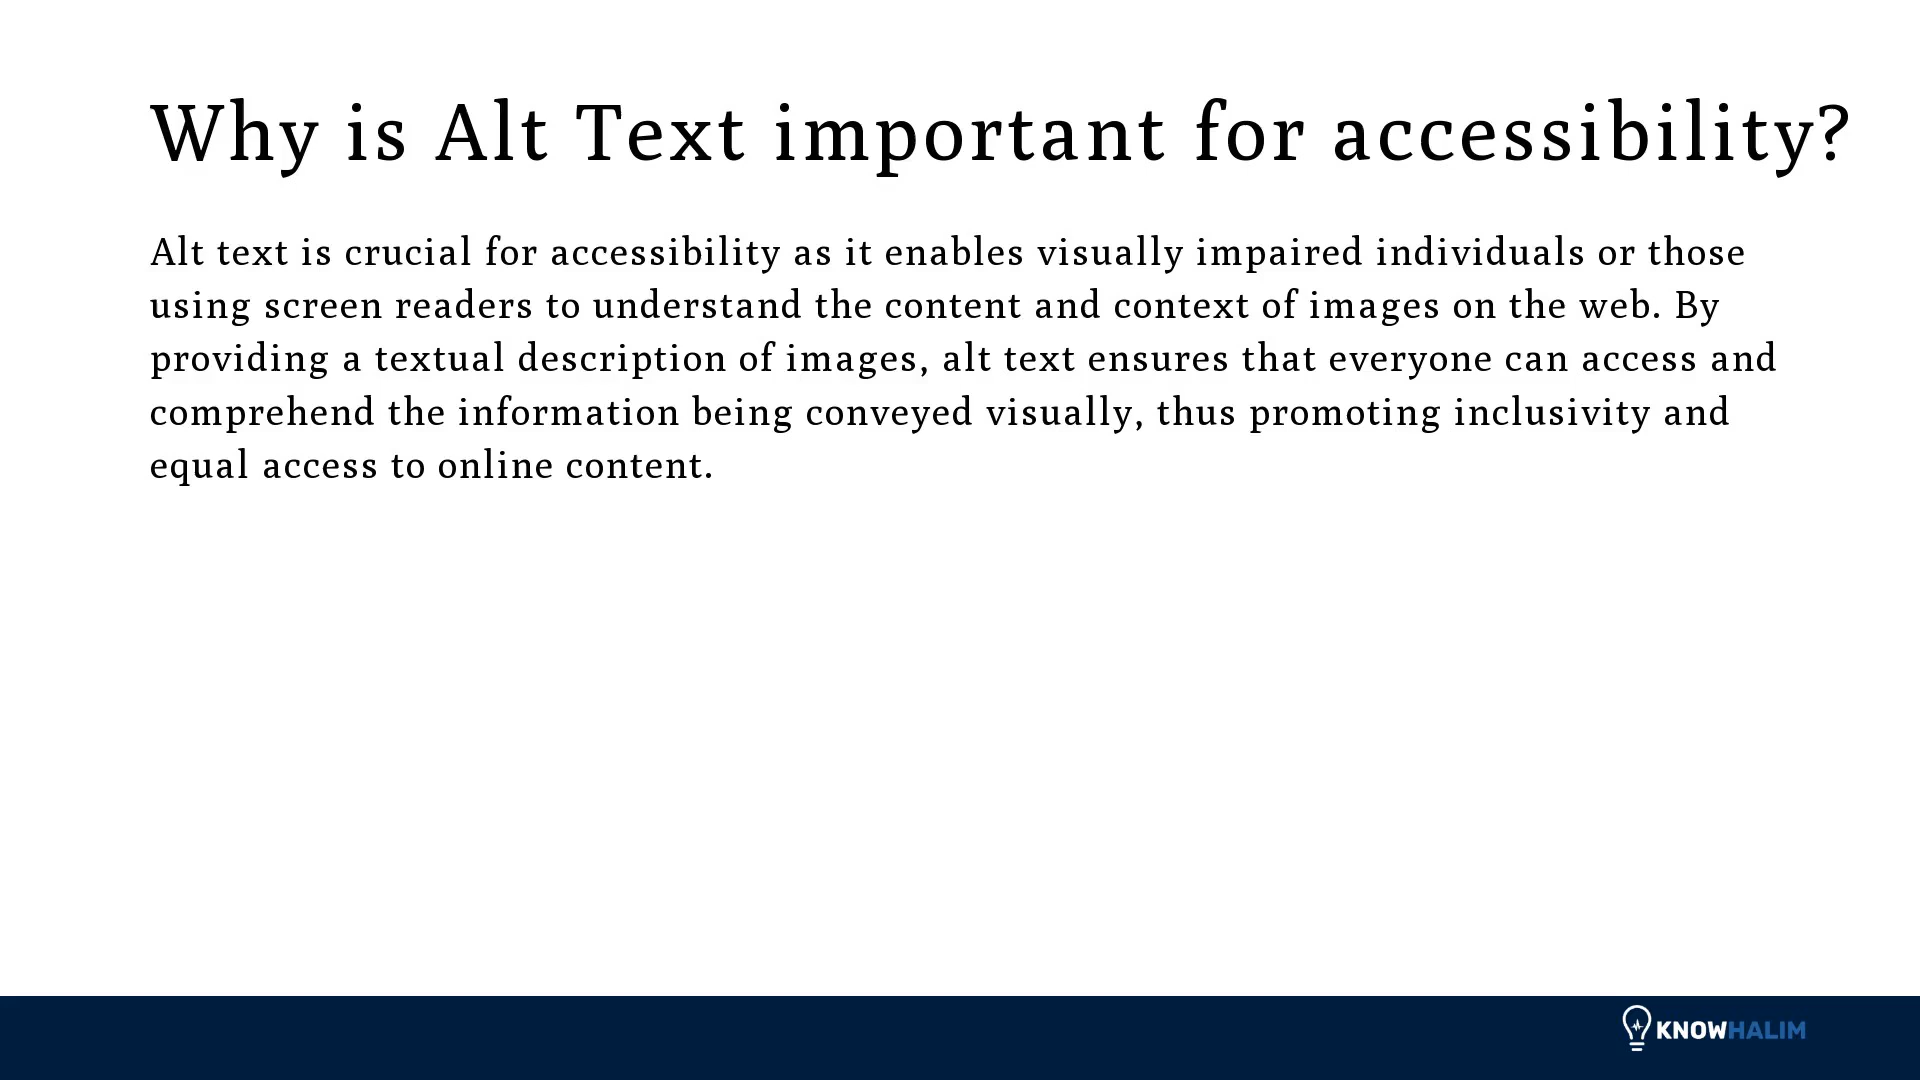 Why is Alt Text important for accessibility?
Alt text is crucial for accessibility as it enables visually impaired individuals or those
using screen readers to understand the content and context of images on the web. By
providing a textual description of images, alt text ensures that everyone can access and
comprehend the information being conveyed visually, thus promoting inclusivity and
equal access to online content.
KNOWHALIM